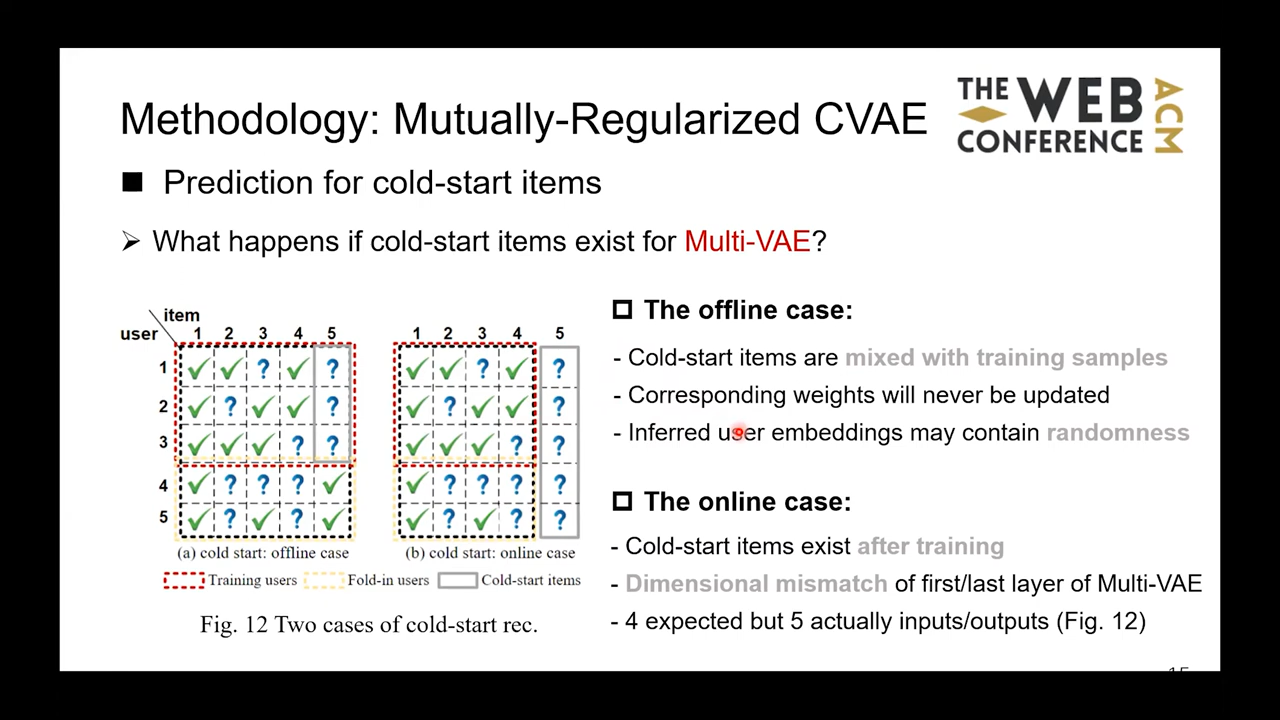 Methodology: Mutually-Regularized CVAE
THE WEB CONFERENCE ACM
■ Prediction for cold-start items
➢ What happens if cold-start items exist for Multi-VAE?
item
user 1 2 3 4 5
1 ✓ ✓ ? ✓ ?
2 ✓ ? ✓ ✓ ?
3 ✓ ✓ ✓ ? ?
4 ✓ ? ? ? ✓
5 ✓ ? ✓ ? ✓
(a) cold start: offline case
1 2 3 4 5
✓ ✓ ? ✓ ?
✓ ? ✓ ✓ ?
✓ ✓ ✓ ? ?
✓ ? ? ? ?
✓ ? ✓ ? ?
(b) cold start: online case
Training users Fold-in users Cold-start items
Fig. 12 Two cases of cold-start rec.
The offline case:
- Cold-start items are mixed with training samples
- Corresponding weights will never be updated
- Inferred user embeddings may contain randomness
The online case:
- Cold-start items exist after training
- Dimensional mismatch of first/last layer of Multi-VAE
- 4 expected but 5 actually inputs/outputs (Fig. 12)